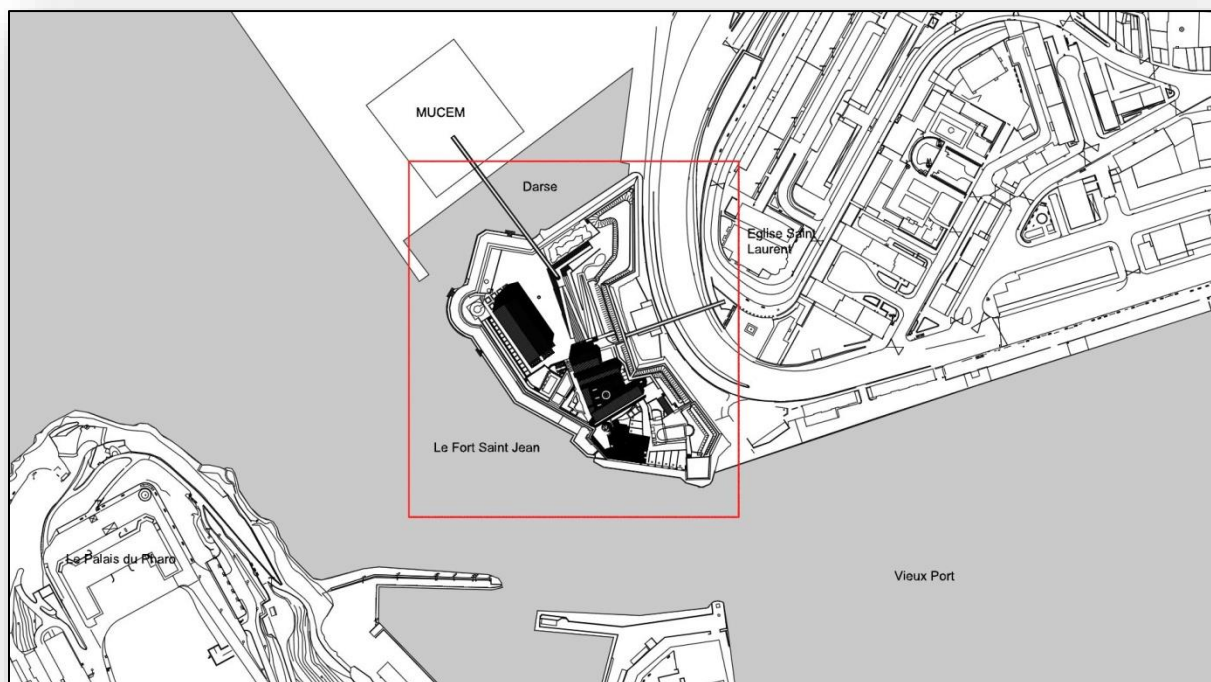 MUCEM
Darse
Eglise Saint
Laurent
Le Fort Saint Jean
Le Palais du Pharo
Vieux Port